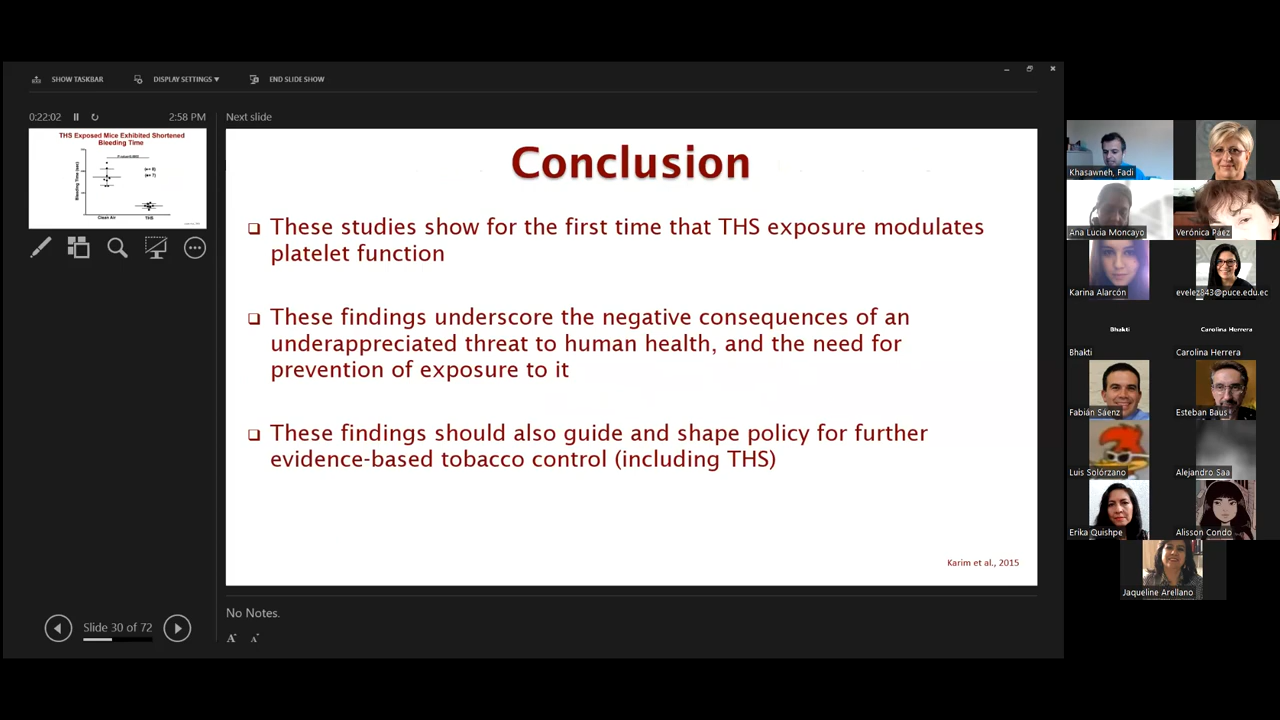 SHOW TASKBAR
DISPLAY SETTINGS ▾
END SLIDE SHOW
0:22:02
2:58 PM
Next slide
THS Exposed Mice Exhibited Shortened
Bleeding Time
Bleeding Time (sec)
Clean Air
THS
Conclusion
These studies show for the first time that THS exposure modulates
platelet function
These findings underscore the negative consequences of an
underappreciated threat to human health, and the need for
prevention of exposure to it
These findings should also guide and shape policy for further
evidence-based tobacco control (including THS)
Karim et al., 2015
Slide 30 of 72
No Notes.
A
A
Khasawneh, Fadi
Ana Lucia Moncayo
Verónica Páez
Karina Alarcón
evelez843@puce.edu.ec
Bhakti
Carolina Herrera
Bhakti
Carolina Herrera
Fabián Sáenz
Esteban Baus
Luis Solórzano
Alejandro Saa
Erika Quishpe
Alisson Condo
Jaqueline Arellano